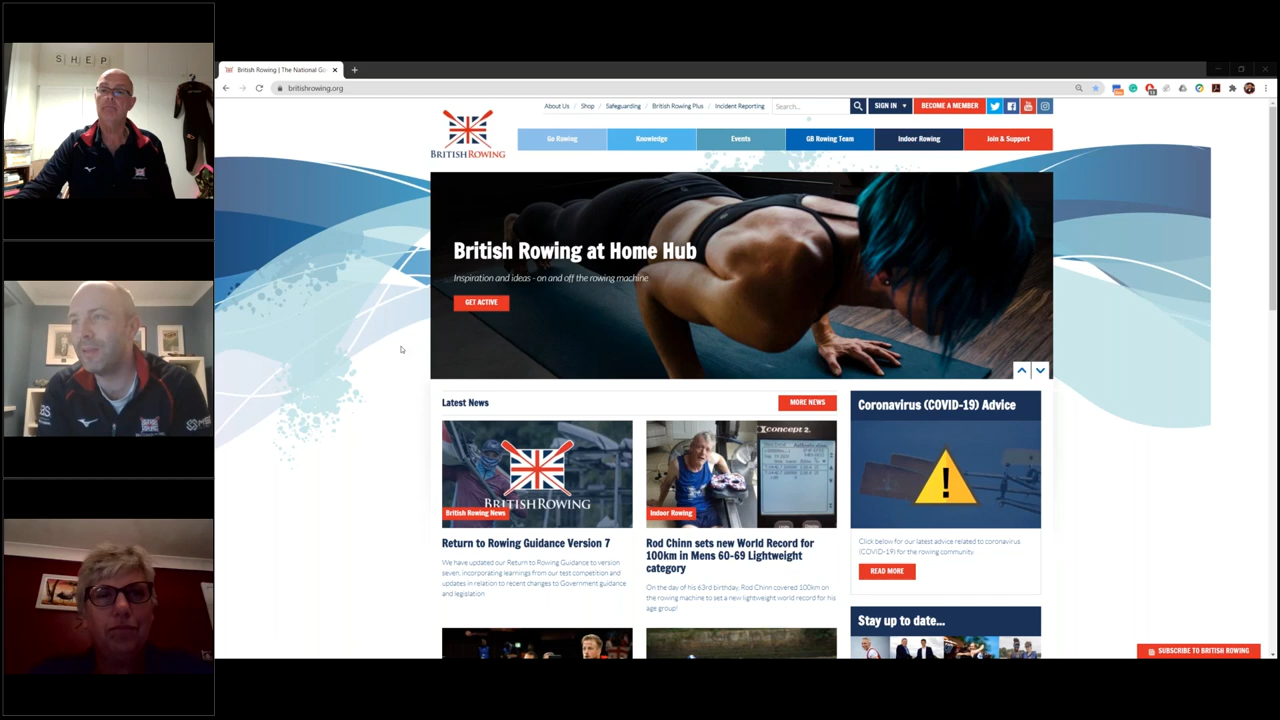 SHEP
British Rowing | The National Go
britishrowing.org
About Us / Shop / Safeguarding / British Rowing Plus / Incident Reporting
Search...
SIGN IN
BECOME A MEMBER
BRITISHROWING
Go Rowing
Knowledge
Events
GB Rowing Team
Indoor Rowing
Join & Support
British Rowing at Home Hub
Inspiration and ideas - on and off the rowing machine
GET ACTIVE
Latest News
MORE NEWS
BRITISHROWING
British Rowing News
Return to Rowing Guidance Version 7
We have updated our Return to Rowing Guidance to version
seven, incorporating learnings from our test competition and
updates in relation to recent changes to Government guidance
and legislation
concept 2.
Indoor Rowing
Rod Chinn sets new World Record for
100km in Mens 60-69 Lightweight
category
On the day of his 63rd birthday, Rod Chinn covered 100km on
the rowing machine to set a new lightweight world record for his
age group!
Coronavirus (COVID-19) Advice
!
Click below for our latest advice related to coronavirus
(COVID-19) for the rowing community.
READ MORE
Stay up to date...
SUBSCRIBE TO BRITISH ROWING